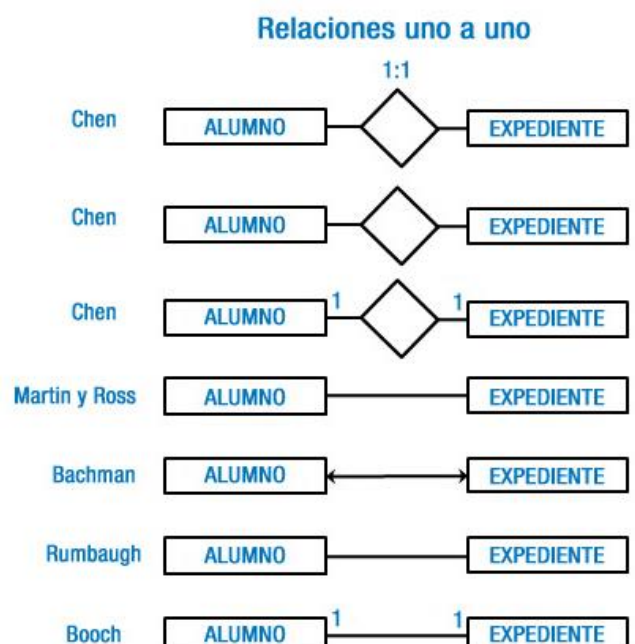 Relaciones uno a uno
1:1
Chen ALUMNO EXPEDIENTE
Chen ALUMNO EXPEDIENTE
Chen ALUMNO 1 1 EXPEDIENTE
Martin y Ross ALUMNO EXPEDIENTE
Bachman ALUMNO EXPEDIENTE
Rumbaugh ALUMNO EXPEDIENTE
Booch ALUMNO 1 1 EXPEDIENTE